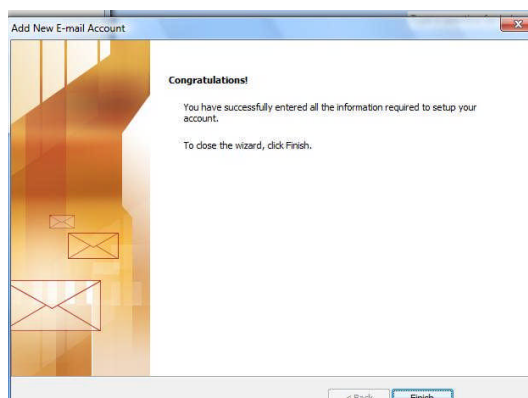 Add New E-mail Account
Congratulations!
You have successfully entered all the information required to setup your
account.
To close the wizard, click Finish.
< Back
Finish